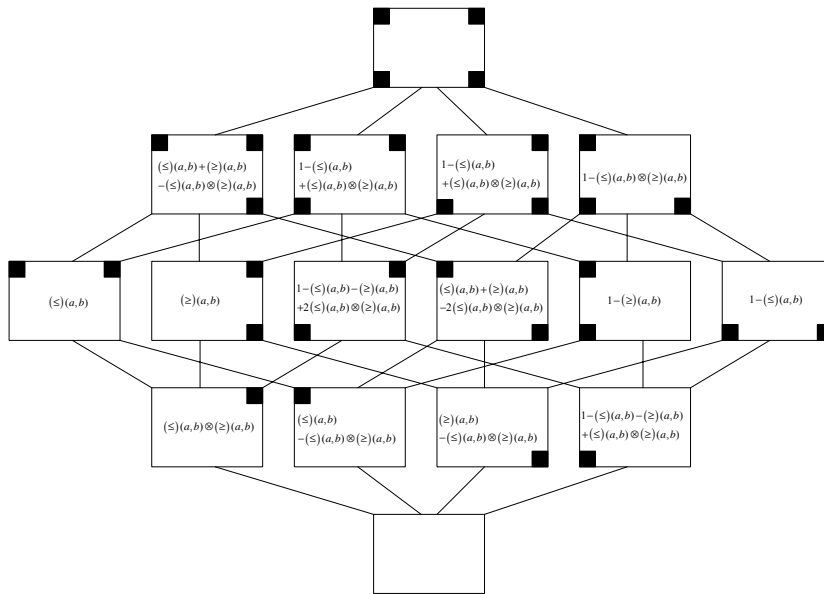 (≤)(a,b)+(≥)(a,b)
−(≤)(a,b)⊗(≥)(a,b)
1−(≤)(a,b)
+(≤)(a,b)⊗(≥)(a,b)
1−(≤)(a,b)
+(≤)(a,b)⊗(≥)(a,b)
1−(≤)(a,b)⊗(≥)(a,b)
(≤)(a,b)
(≥)(a,b)
1−(≤)(a,b)−(≥)(a,b)
+2(≤)(a,b)⊗(≥)(a,b)
(≤)(a,b)+(≥)(a,b)
−2(≤)(a,b)⊗(≥)(a,b)
1−(≥)(a,b)
1−(≤)(a,b)
(≤)(a,b)⊗(≥)(a,b)
(≤)(a,b)
−(≤)(a,b)⊗(≥)(a,b)
(≥)(a,b)
−(≤)(a,b)⊗(≥)(a,b)
1−(≤)(a,b)−(≥)(a,b)
+(≤)(a,b)⊗(≥)(a,b)